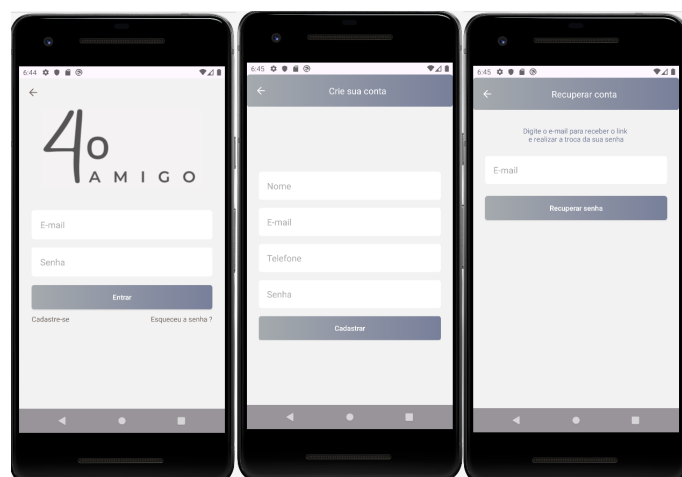 6:44
4o
AMIGO
E-mail
Senha
Entrar
Cadastre-se
Esqueceu a senha ?
6:45
Crie sua conta
Nome
E-mail
Telefone
Senha
Cadastrar
6:45
Recuperar conta
Digite o e-mail para receber o link
e realizar a troca da sua senha
E-mail
Recuperar senha